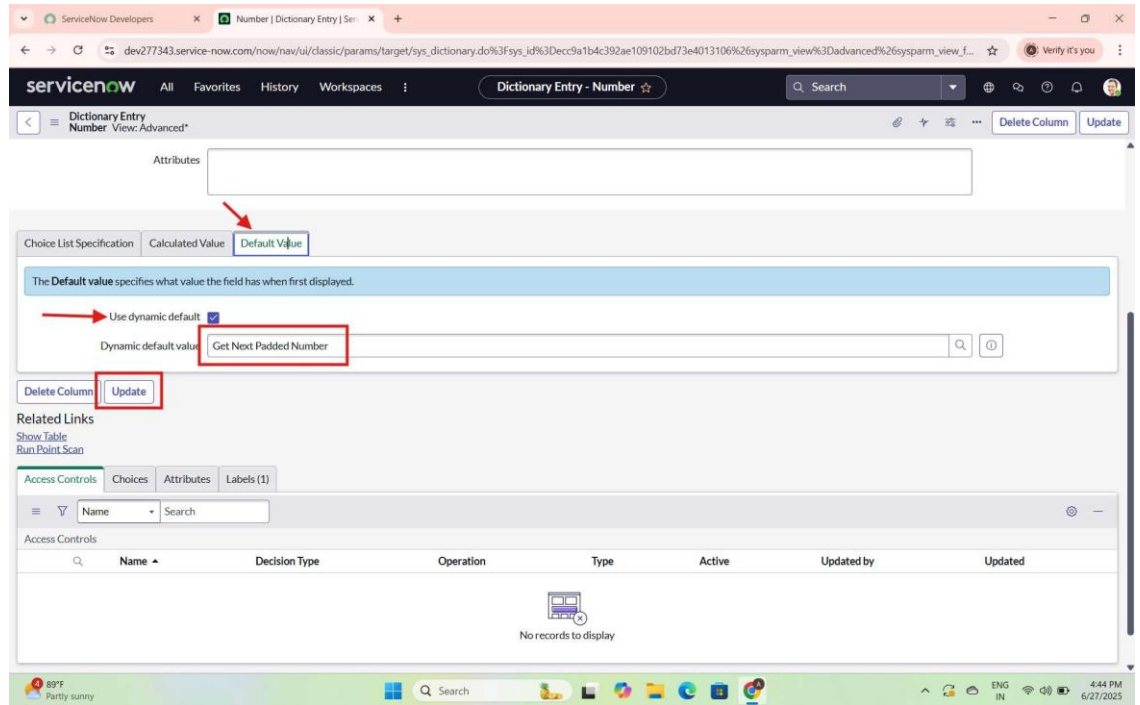 ServiceNow Developers
Number | Dictionary Entry | Ser
dev277343.service-now.com/now/nav/ui/classic/params/target/sys_dictionary.do%3Fsys_id%3Decc9a1b4c392ae109102bd73e4013106%26sysparm_view%3Dadvanced%26sysparm_view_f...
Verify it's you
servicenow All Favorites History Workspaces Dictionary Entry - Number Search
Dictionary Entry
Number View: Advanced*
Delete Column Update
Attributes
Choice List Specification Calculated Value Default Value
The Default value specifies what value the field has when first displayed.
Use dynamic default
Dynamic default value Get Next Padded Number
Delete Column Update
Related Links
Show Table
Run Point Scan
Access Controls Choices Attributes Labels (1)
Name Search
Access Controls
Name Decision Type Operation Type Active Updated by Updated
No records to display
4
89°F
Partly sunny
Search
ENG
IN
4:44 PM
6/27/2025